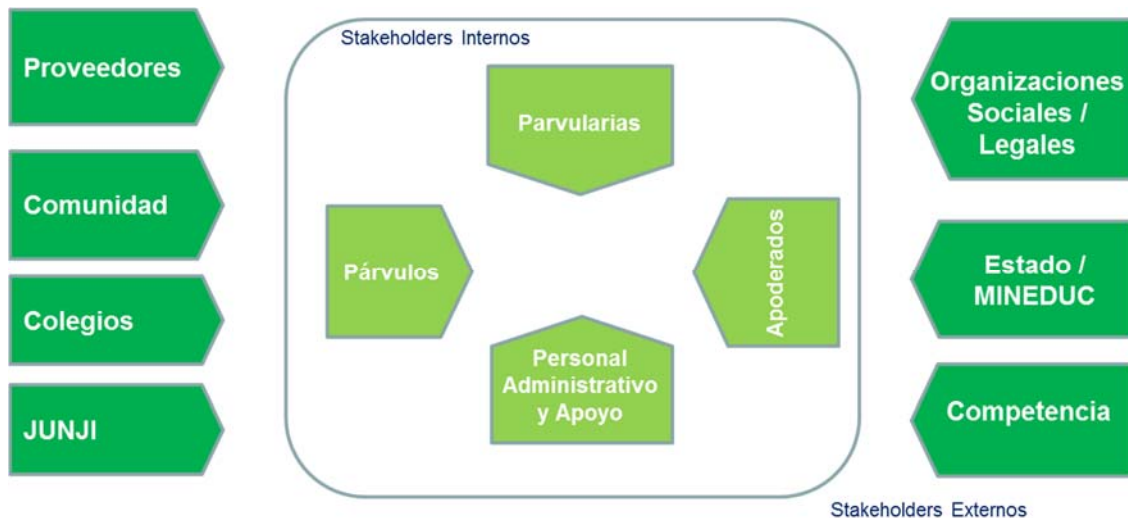 Stakeholders Internos
Proveedores
Comunidad
Colegios
JUNJI
Parvularias
Párvulos
Apoderados
Personal
Administrativo
y Apoyo
Organizaciones
Sociales /
Legales
Estado /
MINEDUC
Competencia
Stakeholders Externos